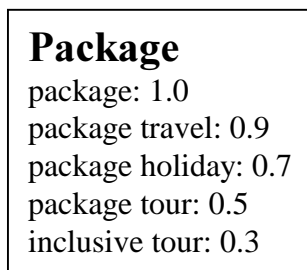 Package
package: 1.0
package travel: 0.9
package holiday: 0.7
package tour: 0.5
inclusive tour: 0.3